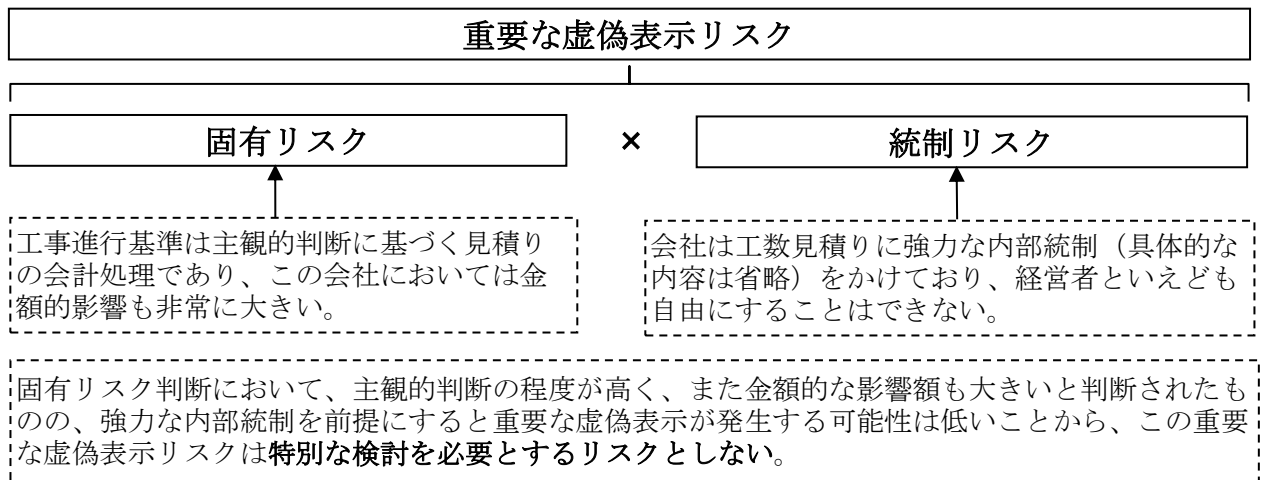 重要な虚偽表示リスク
固有リスク
×
統制リスク
工事進行基準は主観的判断に基づく見積り
の会計処理であり、この会社においては金
額的影響も非常に大きい。
会社は工数見積りに強力な内部統制（具体的な
内容は省略）をかけており、経営者といえども
自由にすることはできない。
固有リスク判断において、主観的判断の程度が高く、また金額的な影響額も大きいと判断されたも
のの、強力な内部統制を前提にすると重要な虚偽表示が発生する可能性は低いことから、この重要
な虚偽表示リスクは特別な検討を必要とするリスクとしない。